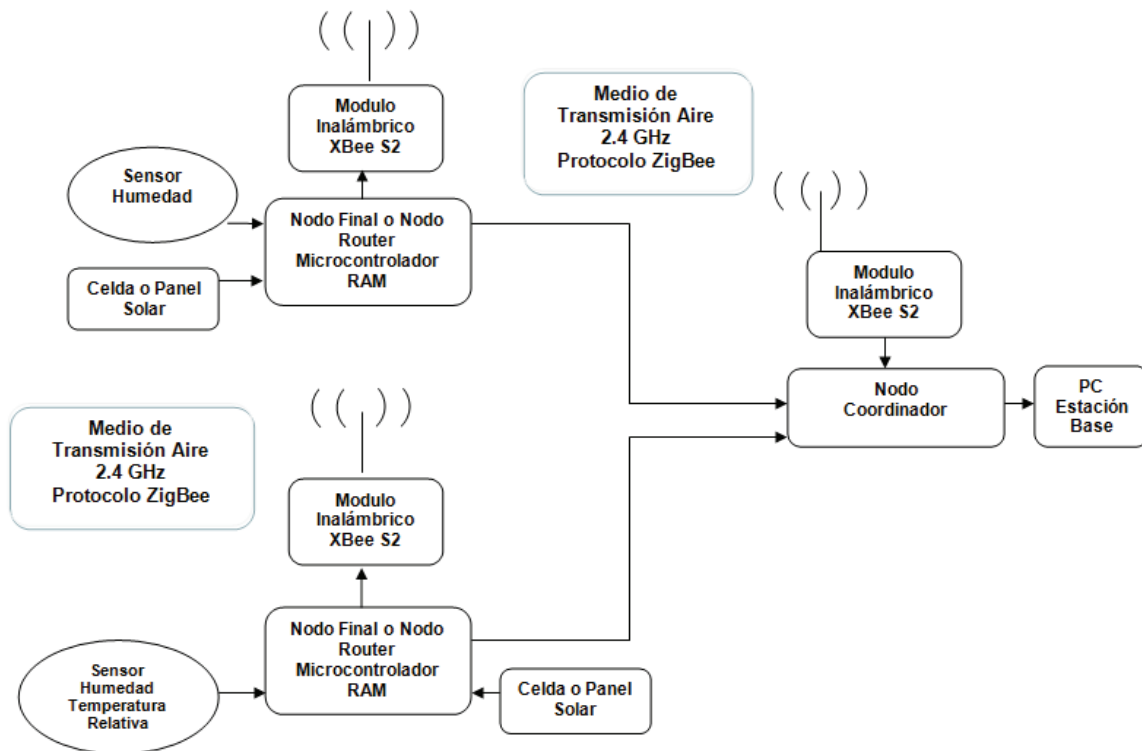 Modulo
Inalámbrico
XBee S2
Medio de
Transmisión Aire
2.4 GHz
Protocolo ZigBee
Sensor
Humedad
Nodo Final o Nodo
Router
Microcontrolador
RAM
Celda o Panel
Solar
Modulo
Inalámbrico
XBee S2
Nodo
Coordinador
PC
Estación
Base
Medio de
Transmisión Aire
2.4 GHz
Protocolo ZigBee
Modulo
Inalámbrico
XBee S2
Nodo Final o Nodo
Router
Microcontrolador
RAM
Sensor
Humedad
Temperatura
Relativa
Celda o Panel
Solar